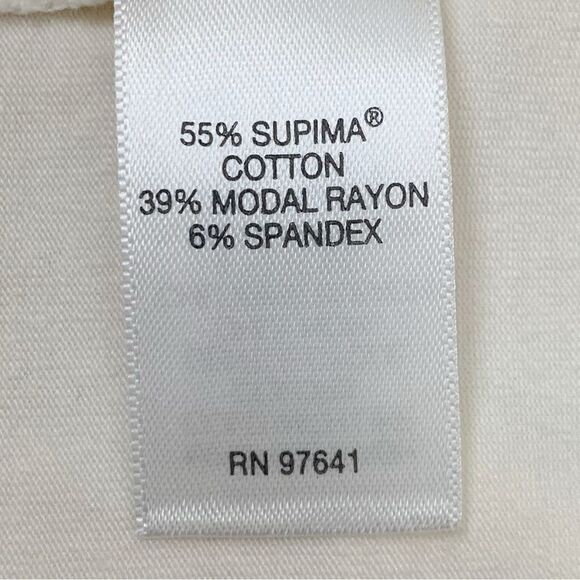 55% SUPIMA®
COTTON
39% MODAL RAYON
6% SPANDEX
RN 97641